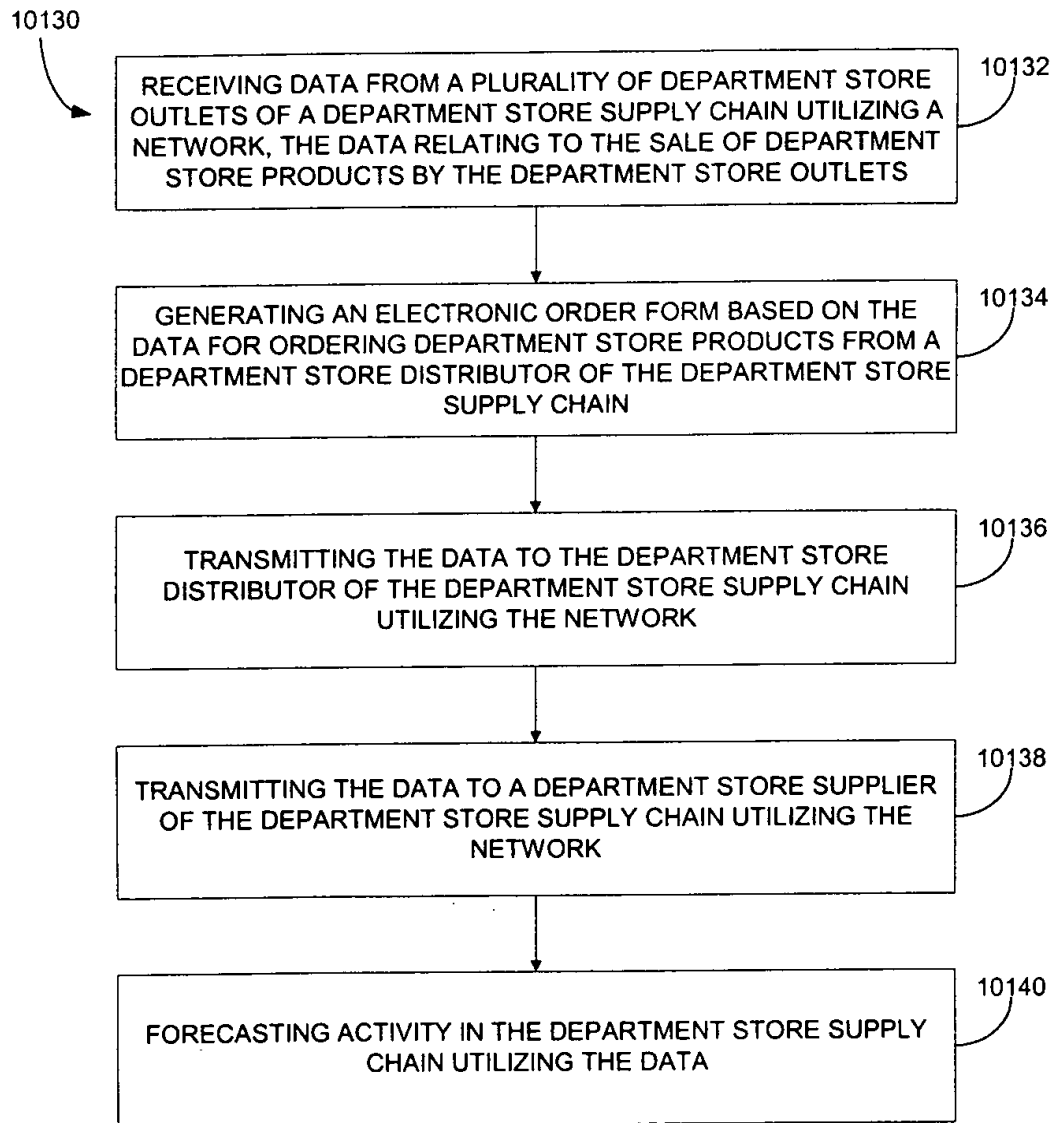 10130
10132
RECEIVING DATA FROM A PLURALITY OF DEPARTMENT STORE
OUTLETS OF A DEPARTMENT STORE SUPPLY CHAIN UTILIZING A
NETWORK, THE DATA RELATING TO THE SALE OF DEPARTMENT
STORE PRODUCTS BY THE DEPARTMENT STORE OUTLETS
10134
GENERATING AN ELECTRONIC ORDER FORM BASED ON THE
DATA FOR ORDERING DEPARTMENT STORE PRODUCTS FROM A
DEPARTMENT STORE DISTRIBUTOR OF THE DEPARTMENT STORE
SUPPLY CHAIN
10136
TRANSMITTING THE DATA TO THE DEPARTMENT STORE
DISTRIBUTOR OF THE DEPARTMENT STORE SUPPLY CHAIN
UTILIZING THE NETWORK
10138
TRANSMITTING THE DATA TO A DEPARTMENT STORE SUPPLIER
OF THE DEPARTMENT STORE SUPPLY CHAIN UTILIZING THE
NETWORK
10140
FORECASTING ACTIVITY IN THE DEPARTMENT STORE SUPPLY
CHAIN UTILIZING THE DATA